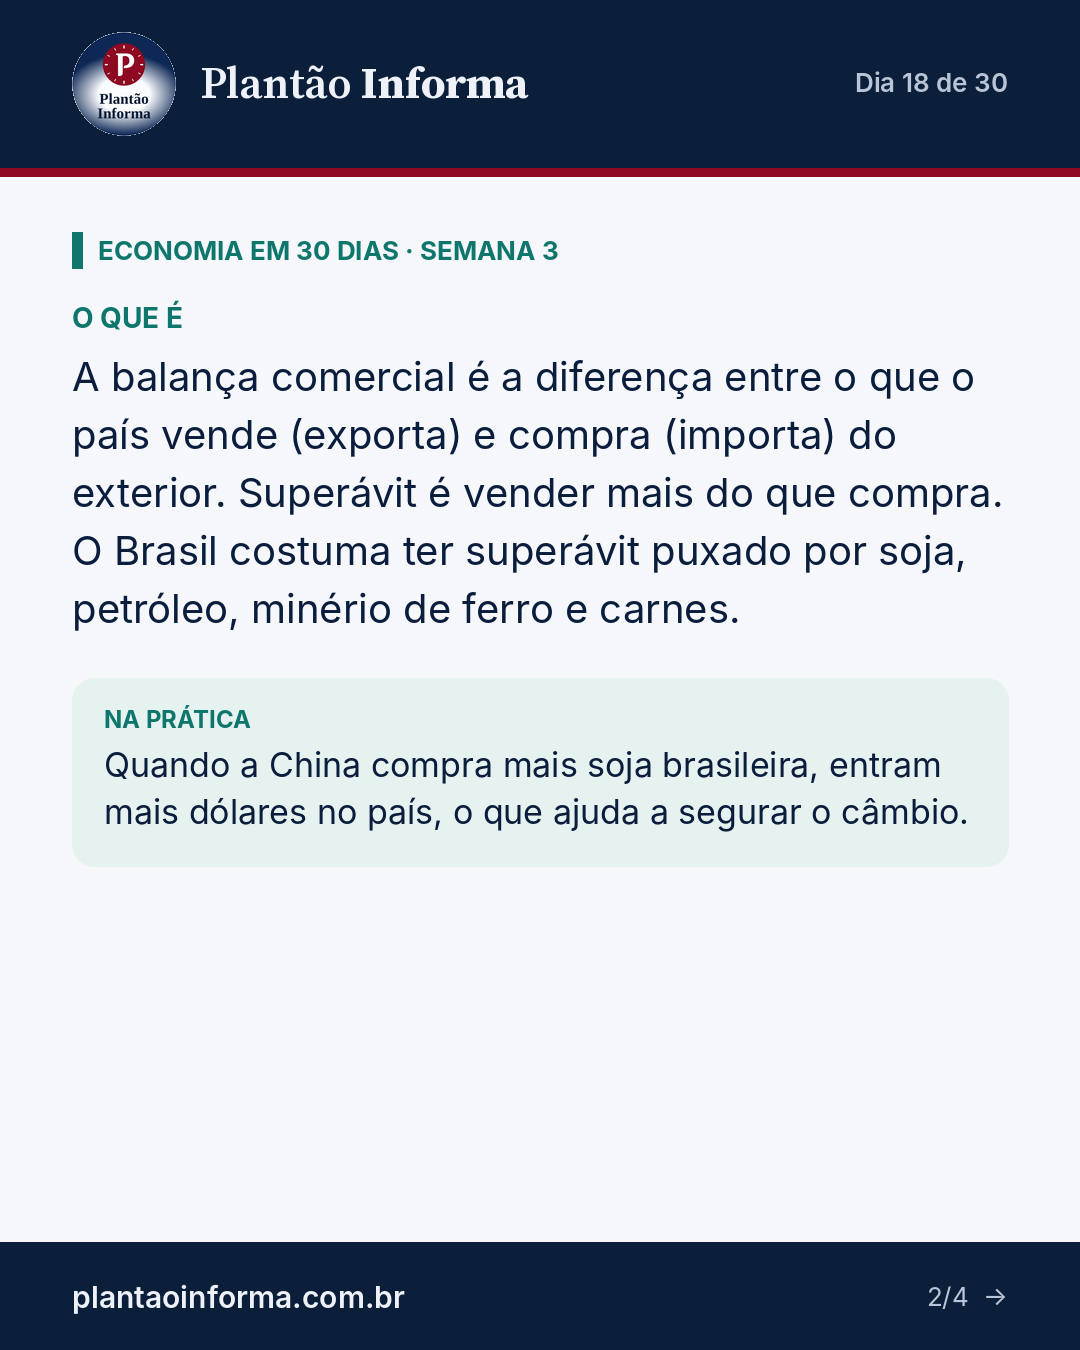 P
Plantão
Informa
Plantão Informa
Dia 18 de 30
ECONOMIA EM 30 DIAS · SEMANA 3
O QUE É
A balança comercial é a diferença entre o que o
país vende (exporta) e compra (importa) do
exterior. Superávit é vender mais do que compra.
O Brasil costuma ter superávit puxado por soja,
petróleo, minério de ferro e carnes.
NA PRÁTICA
Quando a China compra mais soja brasileira, entram
mais dólares no país, o que ajuda a segurar o câmbio.
plantaoinforma.com.br
2/4 →